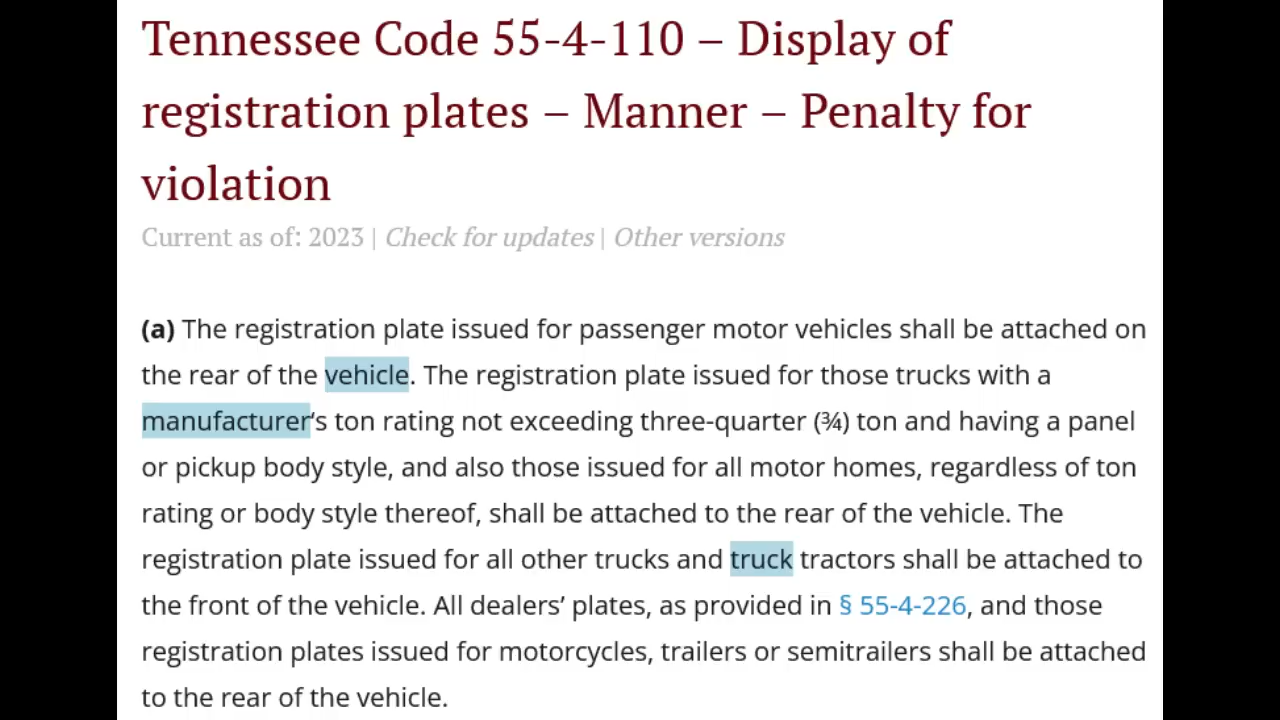 Tennessee Code 55-4-110 – Display of
registration plates – Manner – Penalty for
violation
Current as of: 2023 | Check for updates | Other versions
(a) The registration plate issued for passenger motor vehicles shall be attached on
the rear of the vehicle. The registration plate issued for those trucks with a
manufacturer‘s ton rating not exceeding three-quarter (¾) ton and having a panel
or pickup body style, and also those issued for all motor homes, regardless of ton
rating or body style thereof, shall be attached to the rear of the vehicle. The
registration plate issued for all other trucks and truck tractors shall be attached to
the front of the vehicle. All dealers’ plates, as provided in § 55-4-226, and those
registration plates issued for motorcycles, trailers or semitrailers shall be attached
to the rear of the vehicle.